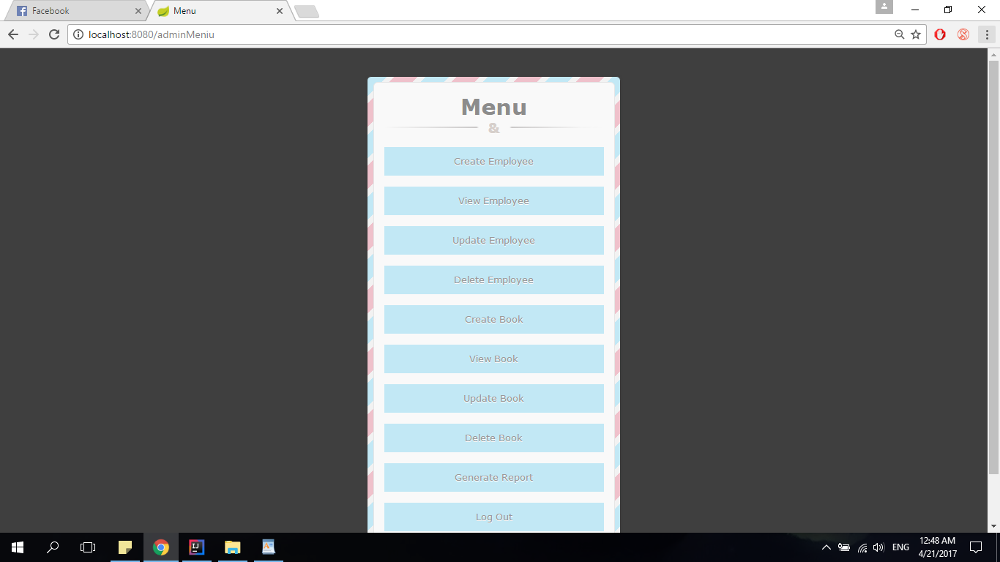 Facebook
Menu
localhost:8080/adminMeniu
Menu
&
Create Employee
View Employee
Update Employee
Delete Employee
Create Book
View Book
Update Book
Delete Book
Generate Report
Log Out
ENG
12:48 AM
4/21/2017